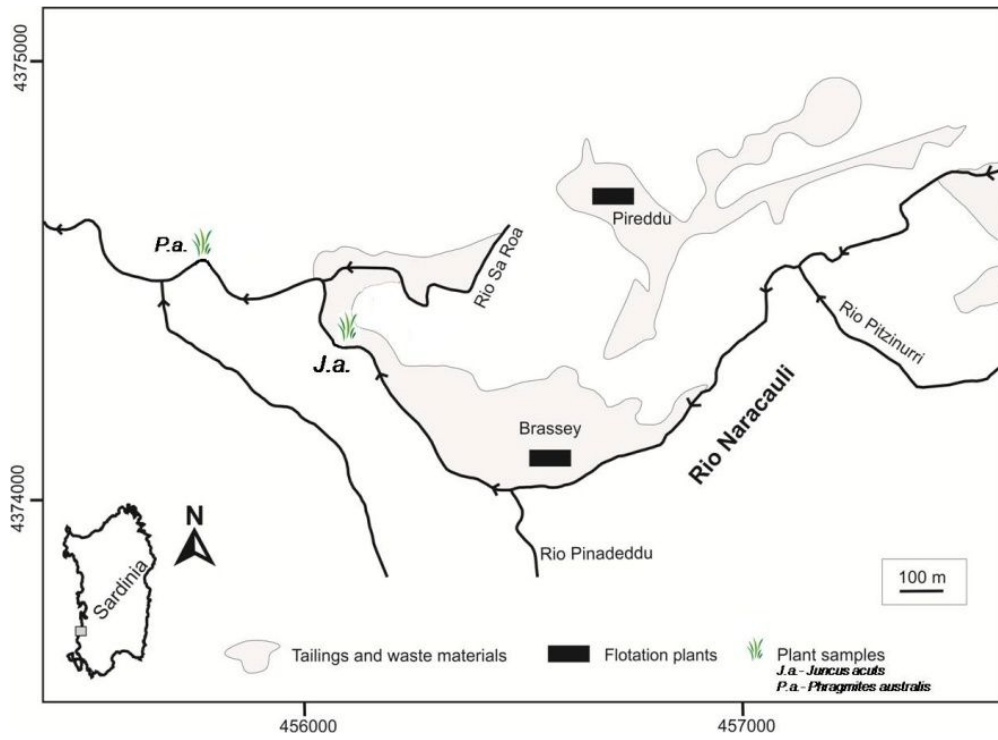 4375000
P.a.
Pireddu
Rio Sa Roa
Rio Pitzinurri
J.a.
Rio Naracauli
Brassey
4374000
N
Rio Pinadeddu
Sardinia
100 m
Tailings and waste materials
Flotation plants
Plant samples
J.a.- Juncus acuts
P.a.- Phragmites australis
456000
457000